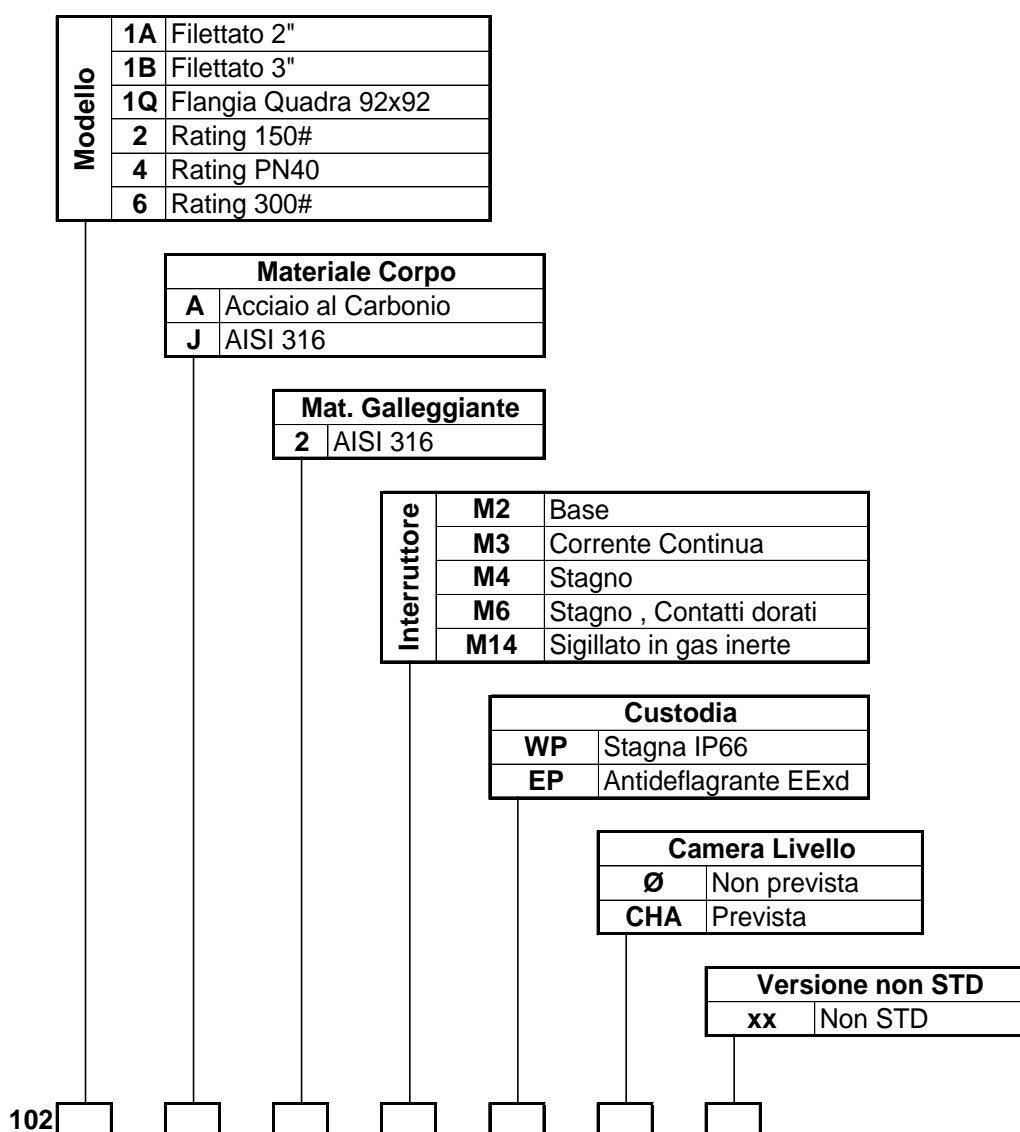 Modello
1A Filettato 2"
1B Filettato 3"
1Q Flangia Quadra 92x92
2 Rating 150#
4 Rating PN40
6 Rating 300#
Materiale Corpo
A Acciaio al Carbonio
J AISI 316
Mat. Galleggiante
2 AISI 316
Interruttore
M2 Base
M3 Corrente Continua
M4 Stagno
M6 Stagno , Contatti dorati
M14 Sigillato in gas inerte
Custodia
WP Stagna IP66
EP Antideflagrante EExd
Camera Livello
Ø Non prevista
CHA Prevista
Versione non STD
xx Non STD
102